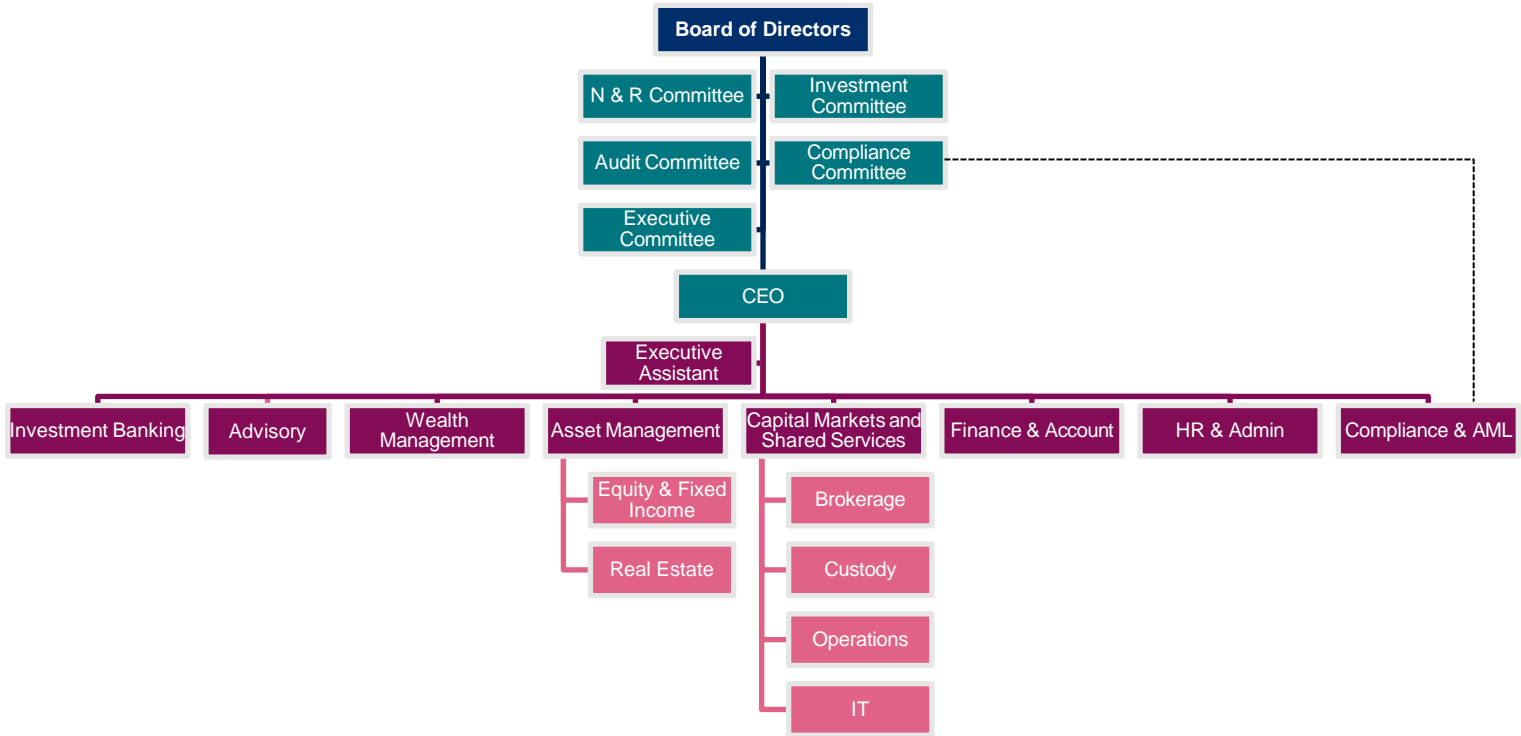 Board of Directors
N & R Committee
Investment
Committee
Audit Committee
Compliance
Committee
Executive
Committee
CEO
Executive
Assistant
Investment Banking
Advisory
Wealth
Management
Asset Management
Capital Markets and
Shared Services
Finance & Account
HR & Admin
Compliance & AML
Equity & Fixed
Income
Real Estate
Brokerage
Custody
Operations
IT